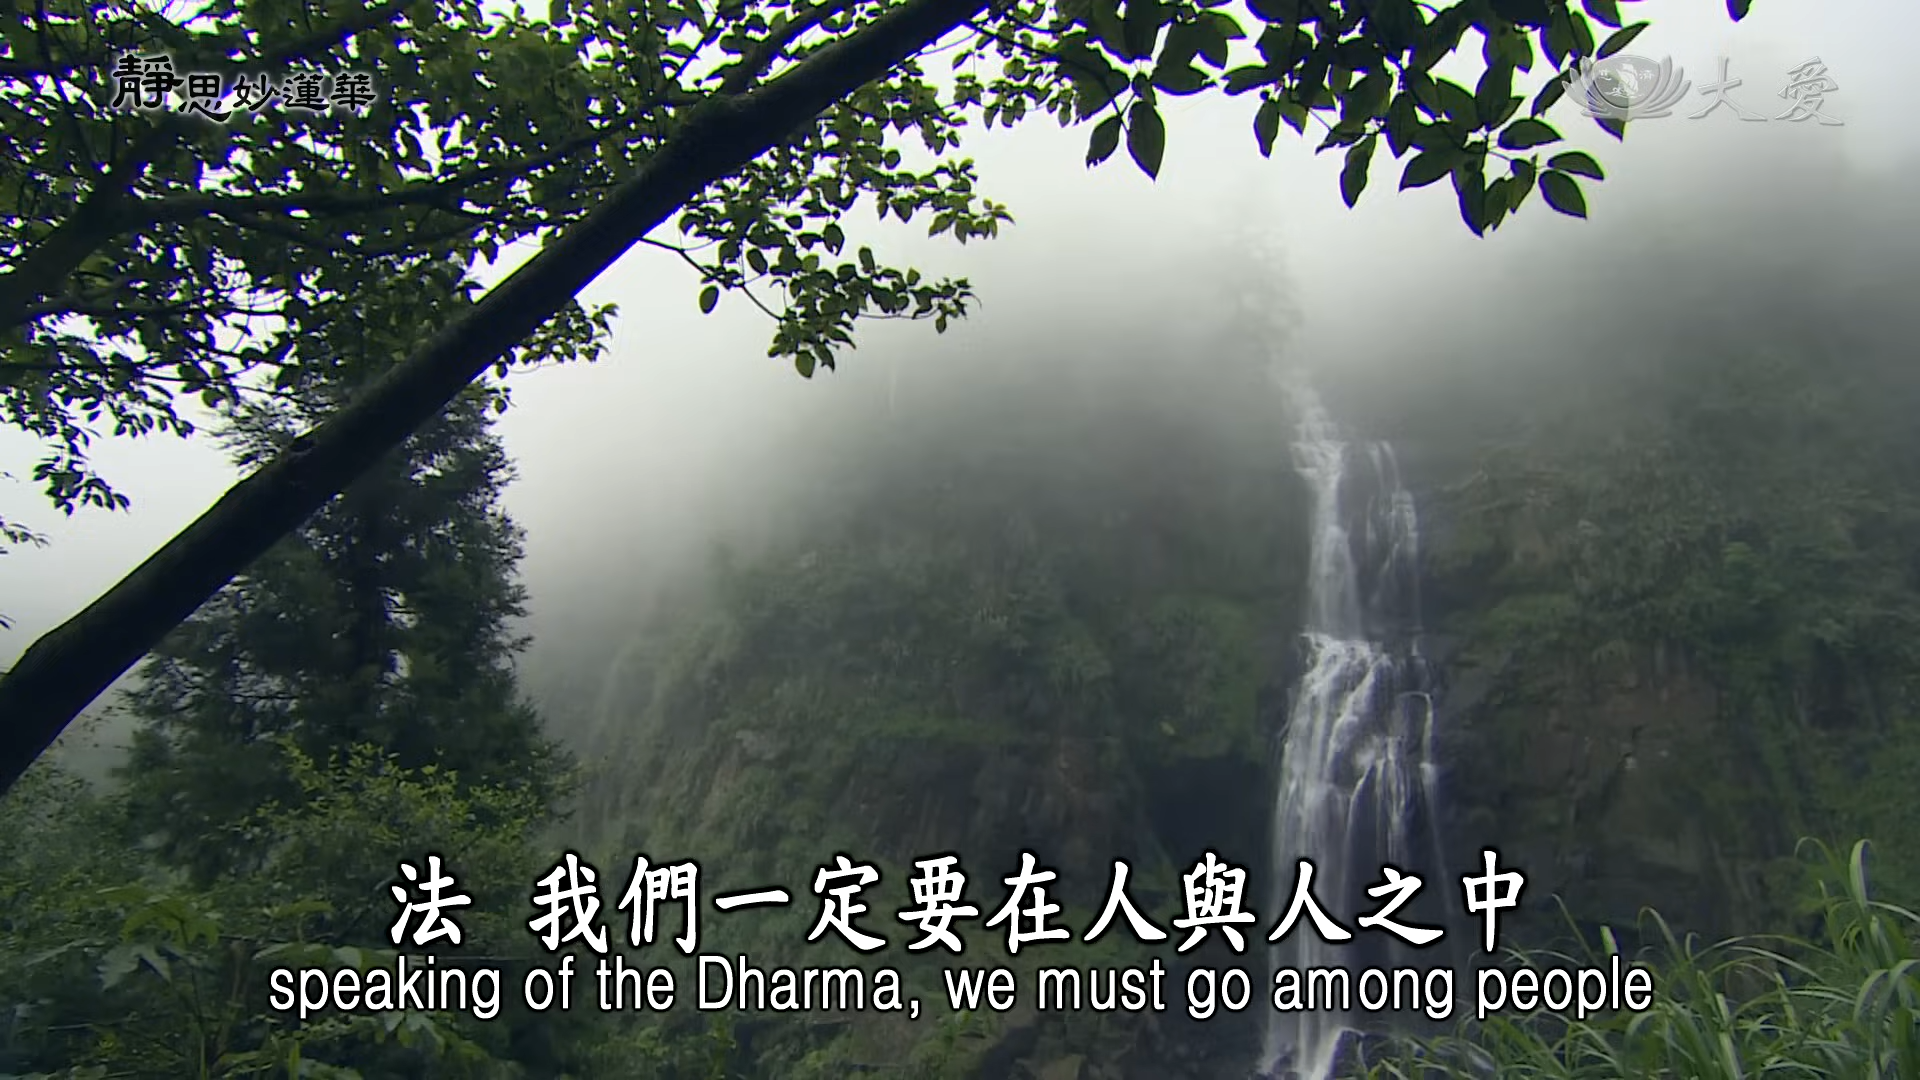 靜思妙蓮華
大愛
法 我們一定要在人與人之中
speaking of the Dharma, we must go among people